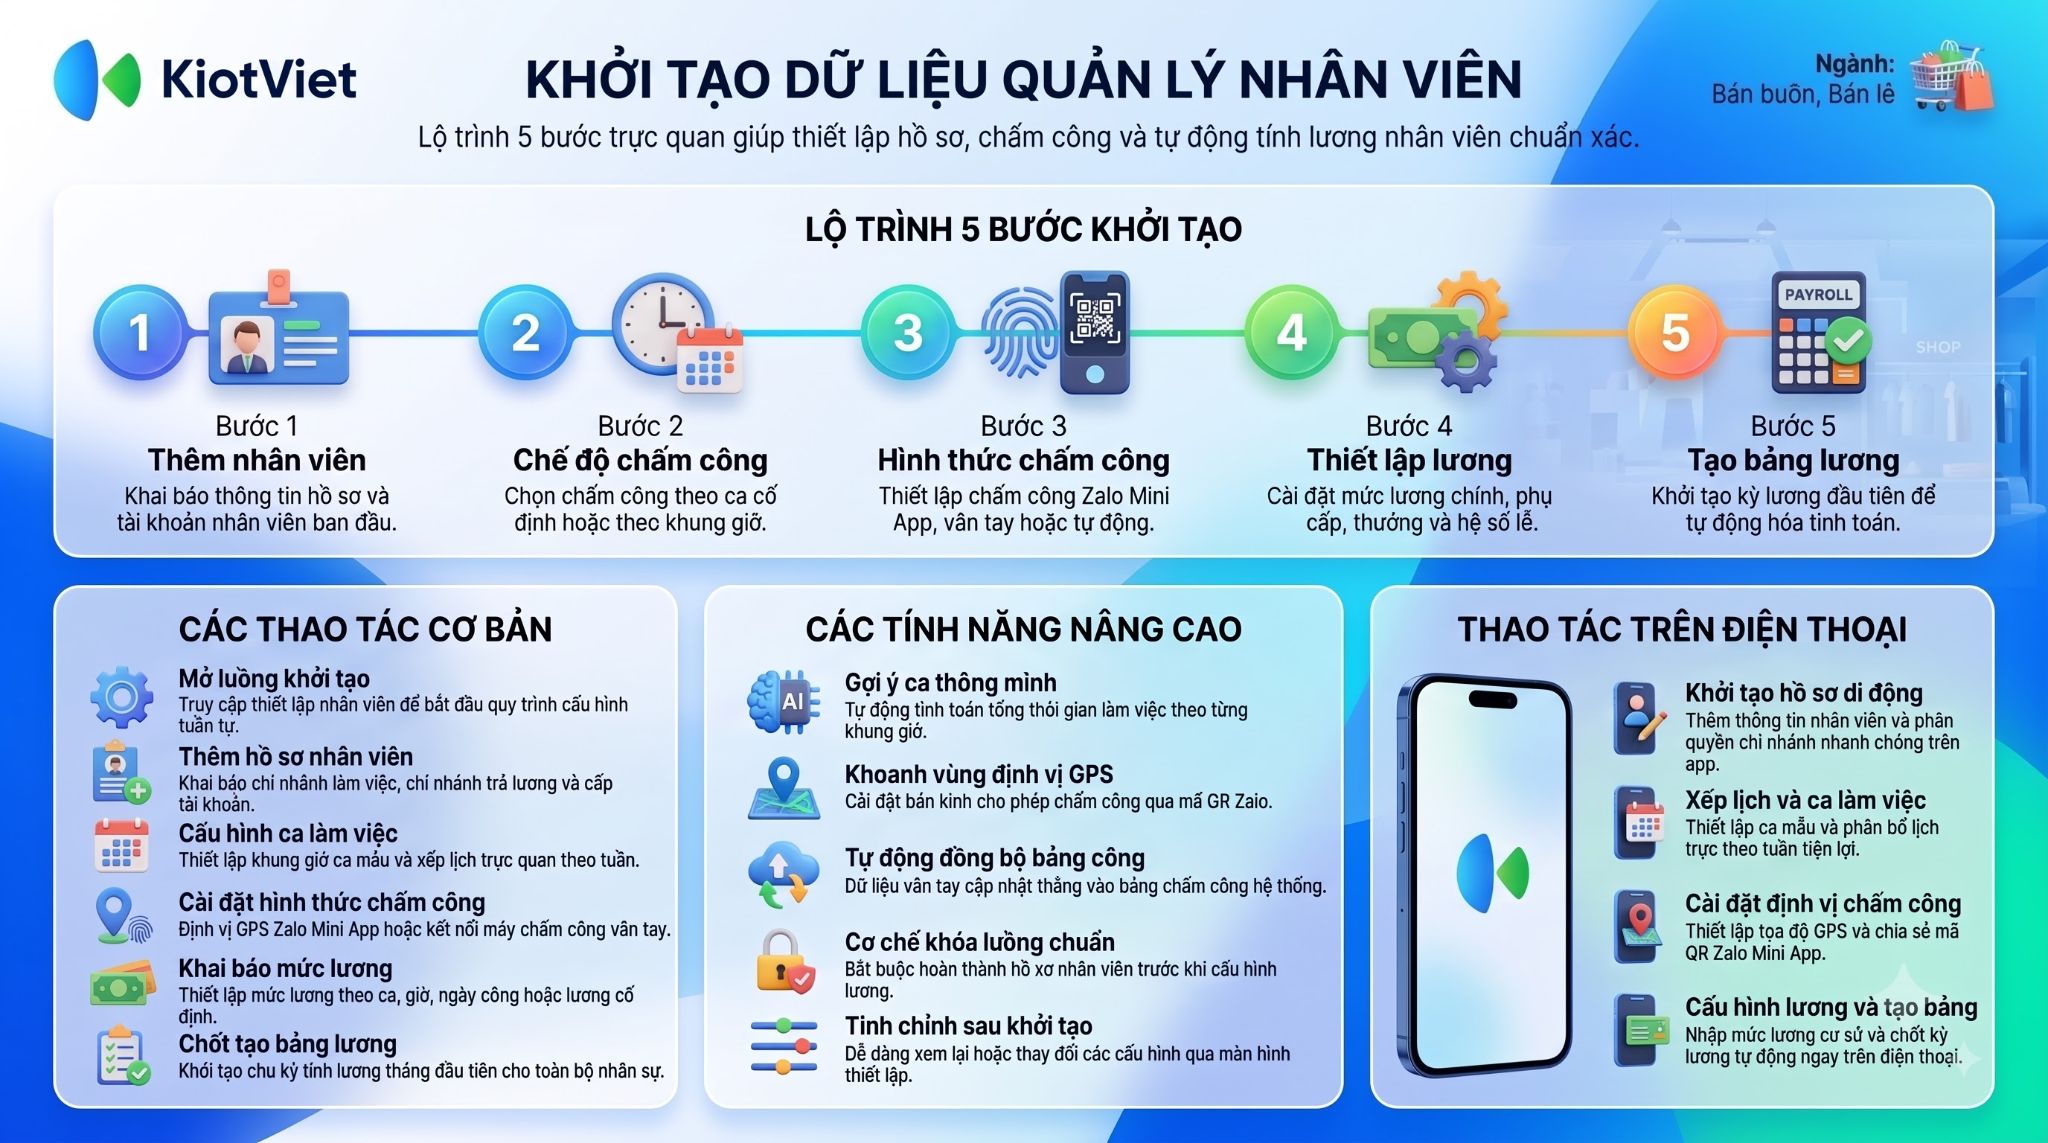 KiotViet
KHỞI TẠO DỮ LIỆU QUẢN LÝ NHÂN VIÊN
Lộ trình 5 bước trực quan giúp thiết lập hồ sơ, chấm công và tự động tính lương nhân viên chuẩn xác.
Ngành:
Bán buôn, Bán lẻ
LỘ TRÌNH 5 BƯỚC KHỞI TẠO
1
2
3
4
5
PAYROLL
SHOP
Bước 1
Thêm nhân viên
Khai báo thông tin hồ sơ và
tài khoản nhân viên ban đầu.
Bước 2
Chế độ chấm công
Chọn chấm công theo ca cố
định hoặc theo khung giờ.
Bước 3
Hình thức chấm công
Thiết lập chấm công Zalo Mini
App, vân tay hoặc tự động.
Bước 4
Thiết lập lương
Cài đặt mức lương chính, phụ
cấp, thưởng và hệ số lễ.
Bước 5
Tạo bảng lương
Khởi tạo kỳ lương đầu tiên để
tự động hóa tinh toán.
CÁC THAO TÁC CƠ BẢN
Mở luồng khởi tạo
Truy cập thiết lập nhân viên để bắt đầu quy trình cấu hình
tuần tự.
Thêm hồ sơ nhân viên
Khai báo chí nhánh làm việc, chí nhánh trả lương và cấp
tài khoản.
Cấu hình ca làm việc
Thiết lập khung giớ ca mảu và xếp lịch trực quan theo tuần.
Cài đặt hình thức chấm công
Định vị GPS Zalo Mini App hoặc kết nối máy chấm công vân tay.
Khai báo mức lương
Thiết lập mức lương theo ca, giờ, ngày công hoặc lương cố
định.
Chốt tạo bảng lương
Khói tạo chu kỳ tính lương tháng đầu tiên cho toàn bộ nhân sự.
CÁC TÍNH NĂNG NÂNG CAO
AI
Gợi ý ca thông mình
Tự động tình toán tổng thói gian làm việc theo từng
khung giờ.
Khoanh vùng định vị GPS
Cải đặt bán kinh cho phép chấm công qua mã GR Zaio.
Tự động đồng bộ bảng công
Dữ liệu vân tay cập nhật thẳng vào bảng chấm công hệ thống.
Cơ chế khóa luồng chuẩn
Bắt buộc hoàn thành hồ xơ nhân viên trước khi cấu hình
lương.
Tinh chỉnh sau khởi tạo
Dễ dàng xem lại hoặc thay đổi các cấu hình qua màn hình
thiết lập.
THAO TÁC TRÊN ĐIỆN THOẠI
Khởi tạo hồ sơ di động
Thêm thông tin nhân viên và phân
quyền chi nhánh nhanh chóng trên
app.
Xếp lịch và ca làm việc
Thiết lập ca mẫu và phân bổ lịch
trực theo tuần tiện lợi.
Cài đặt định vị chấm công
Thiết lập tọa độ GPS và chia sẻ mã
QR Zalo Mini App.
Cấu hình lương và tạo bảng
Nhập mức lương cư sử và chốt kỳ
lương tự động ngay trên điện thoại.